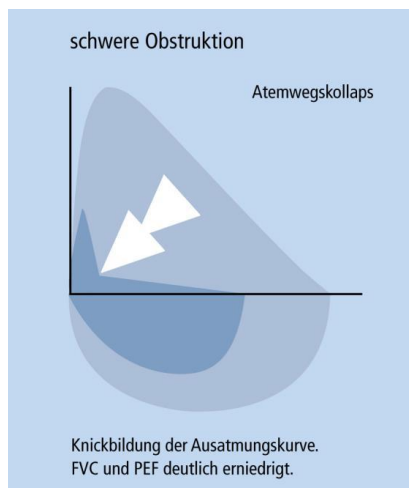 schwere Obstruktion
Atemwegskollaps
Knickbildung der Ausatmungskurve.
FVC und PEF deutlich erniedrigt.